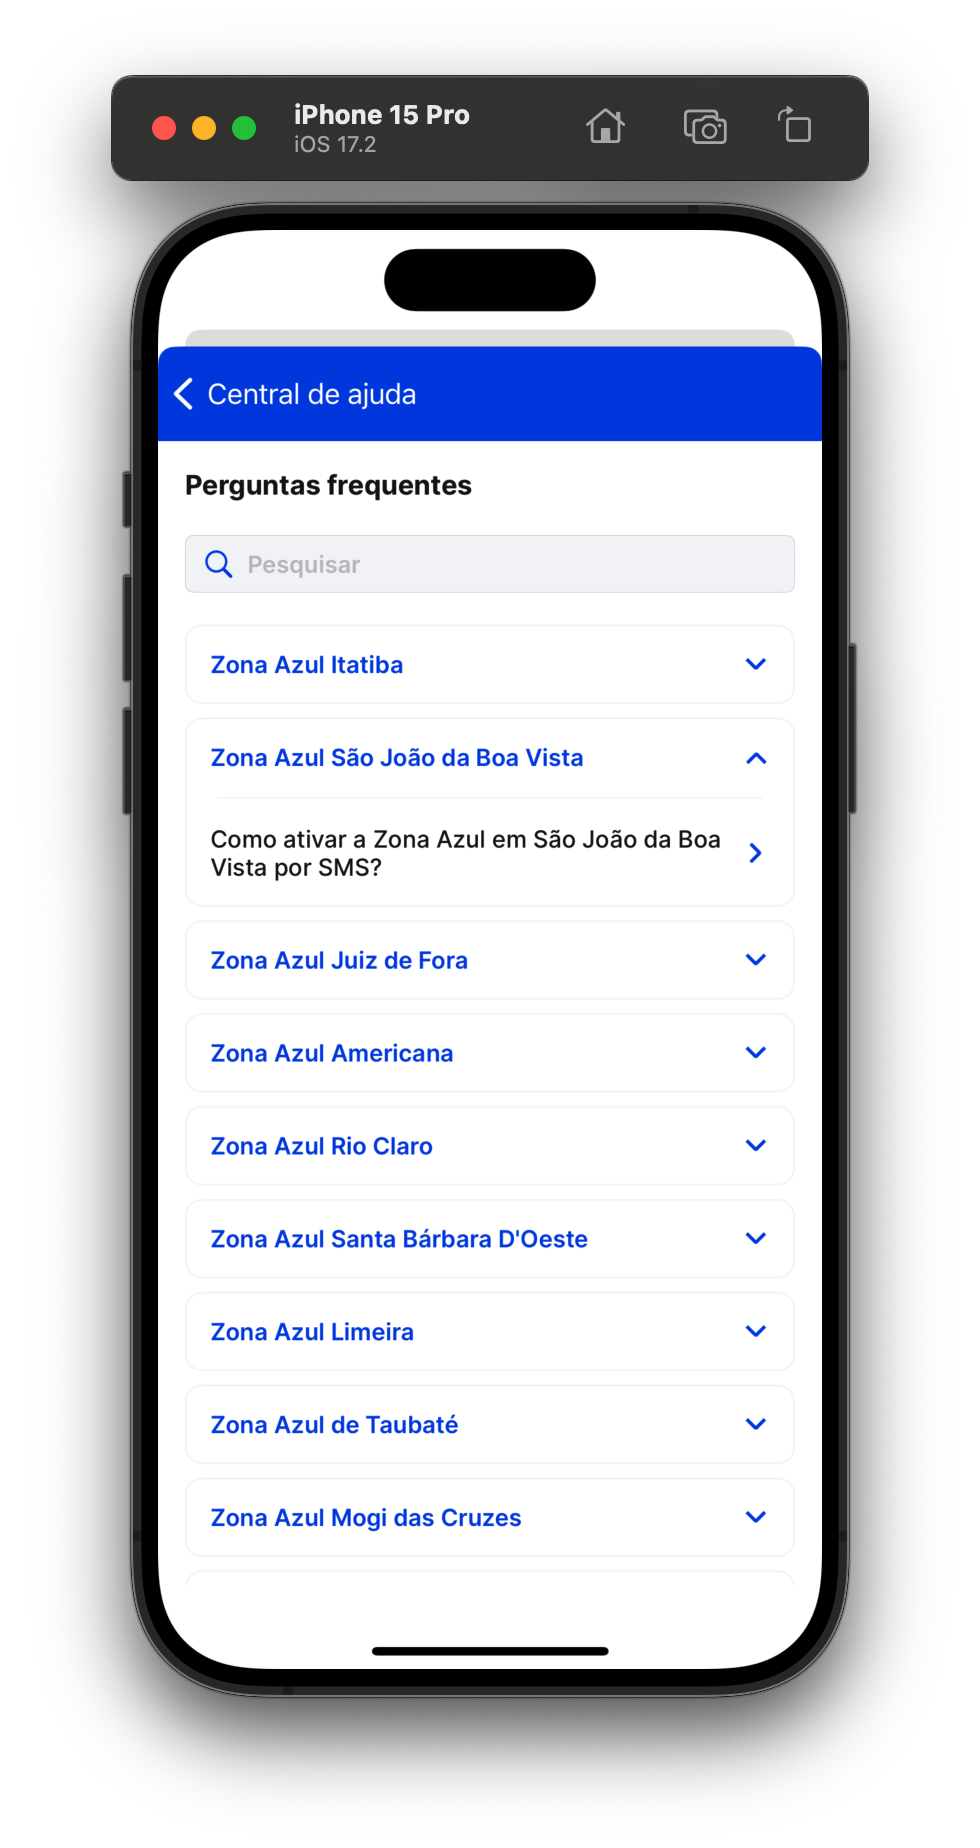 iPhone 15 Pro
iOS 17.2
Central de ajuda
Perguntas frequentes
Pesquisar
Zona Azul Itatiba
Zona Azul São João da Boa Vista
Como ativar a Zona Azul em São João da Boa
Vista por SMS?
Zona Azul Juiz de Fora
Zona Azul Americana
Zona Azul Rio Claro
Zona Azul Santa Bárbara D'Oeste
Zona Azul Limeira
Zona Azul de Taubaté
Zona Azul Mogi das Cruzes